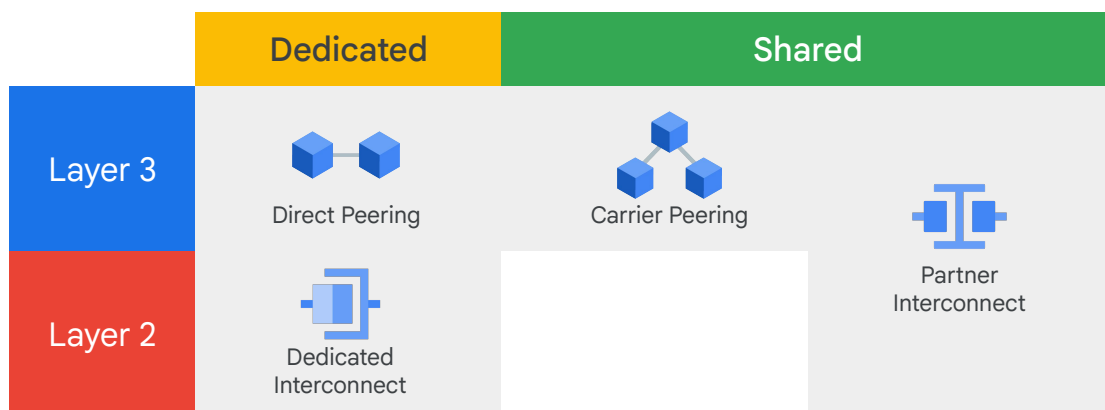 Dedicated
Shared
Layer 3
Direct Peering
Carrier Peering
Partner
Interconnect
Layer 2
Dedicated
Interconnect